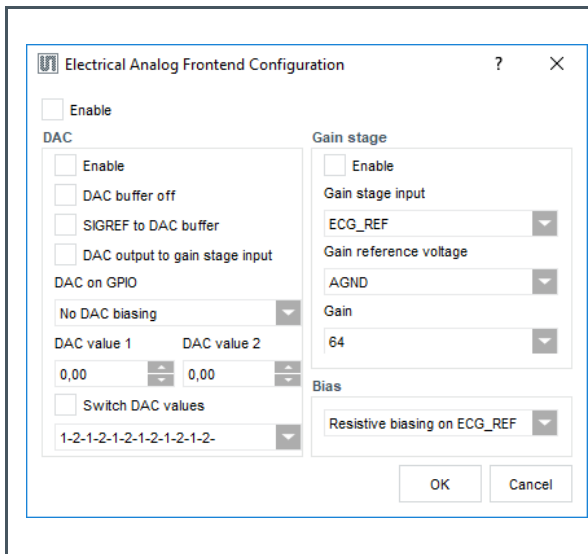 Electrical Analog Frontend Configuration
?
Enable
DAC
Enable
DAC buffer off
SIGREF to DAC buffer
DAC output to gain stage input
DAC on GPIO
No DAC biasing
DAC value 1 DAC value 2
0,00 0,00
Switch DAC values
1-2-1-2-1-2-1-2-1-2-1-2-
Gain stage
Enable
Gain stage input
ECG_REF
Gain reference voltage
AGND
Gain
64
Bias
Resistive biasing on ECG_REF
OK Cancel